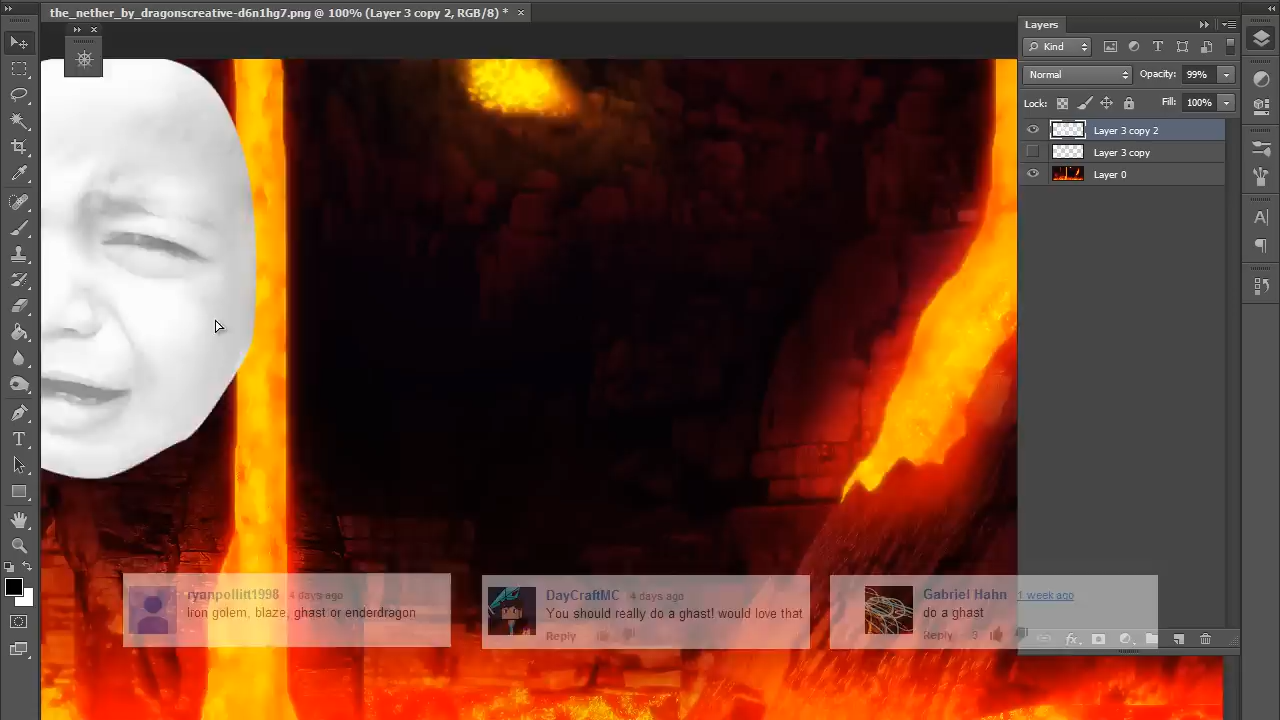 the_nether_by_dragonscreative-d6n1hg7.png @ 100% (Layer 3 copy 2, RGB/8) *
Layers
Kind
Normal
Opacity: 99%
Lock:
Fill: 100%
Layer 3 copy 2
Layer 3 copy
Layer 0
ryanpollitt1998 4 days ago
Iron golem, blaze, ghast or enderdragon
DayCraftMC 4 days ago
You should really do a ghast! would love that
Reply
Gabriel Hahn 1 week ago
do a ghast
Reply 3